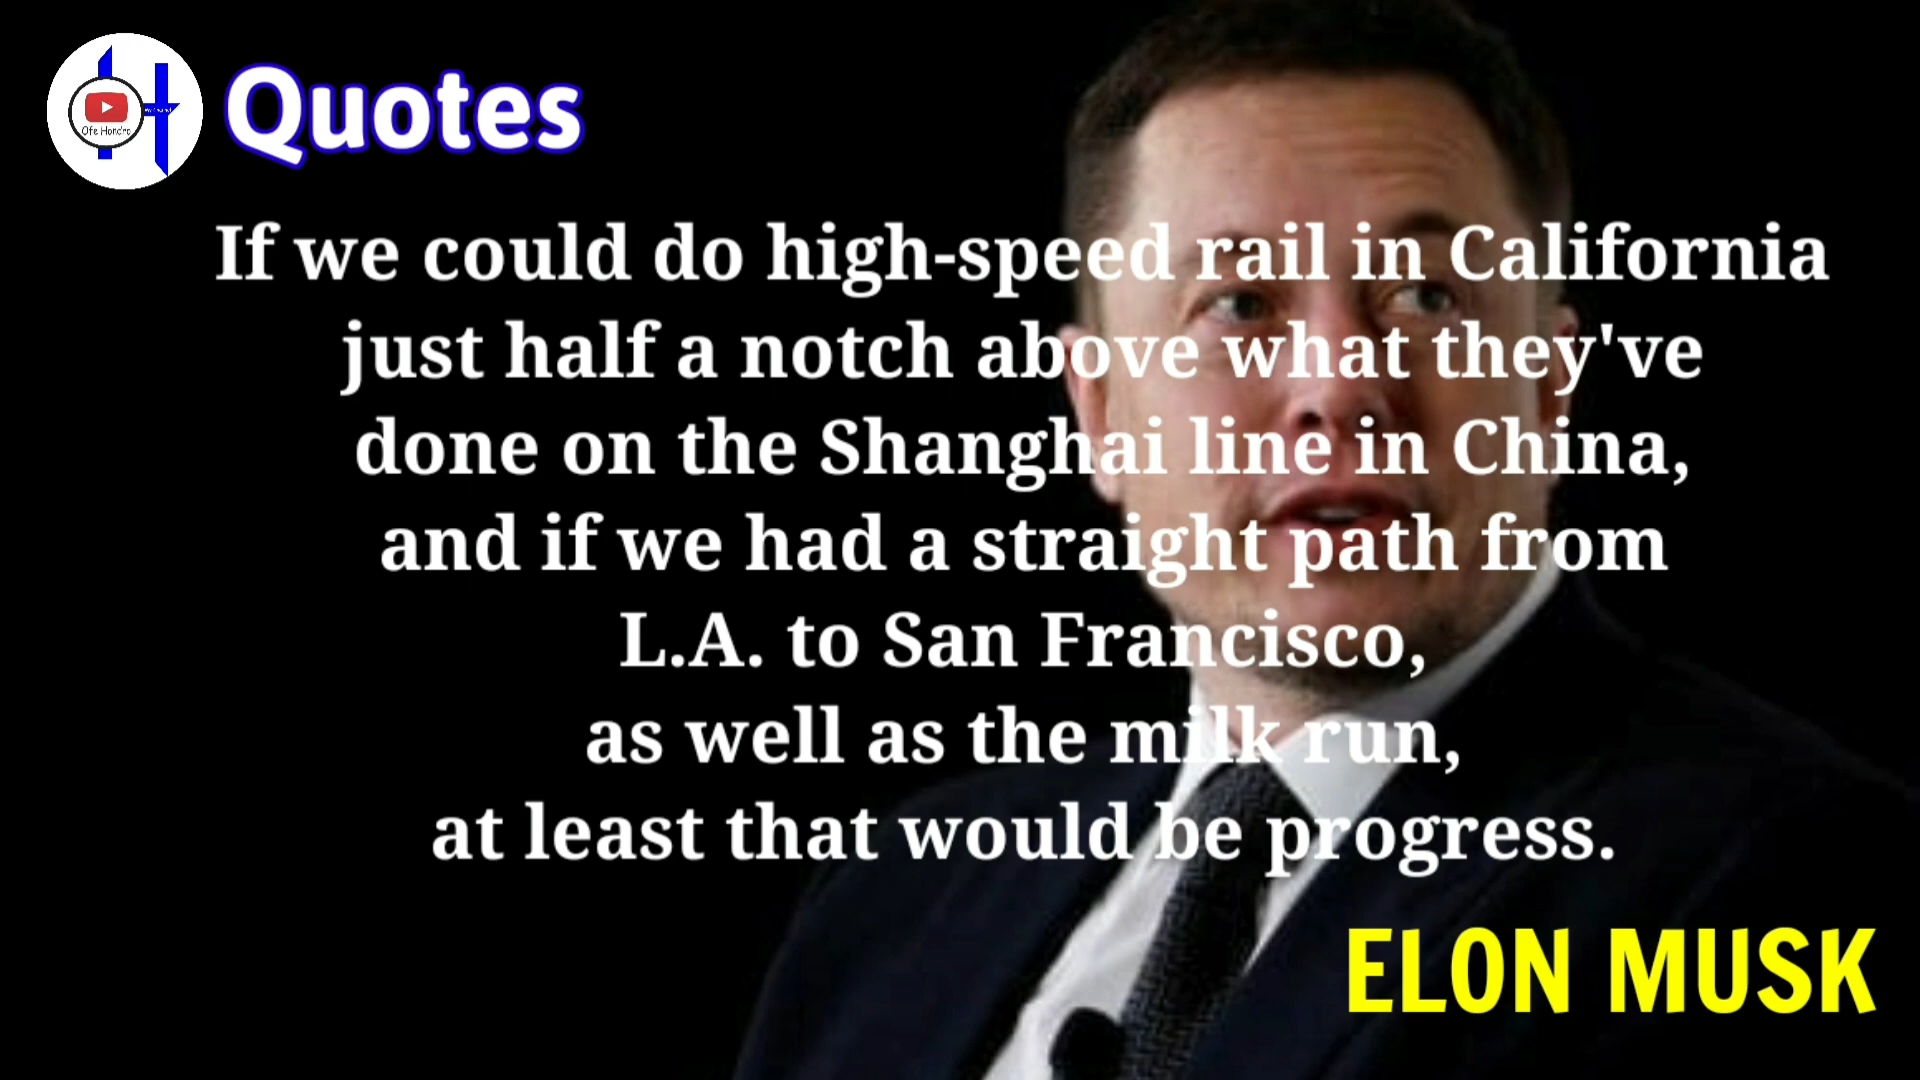 Quotes
Ofe Hondro
If we could do high-speed rail in California
just half a notch above what they've
done on the Shanghai line in China,
and if we had a straight path from
L.A. to San Francisco,
as well as the milk run,
at least that would be progress.
ELON MUSK